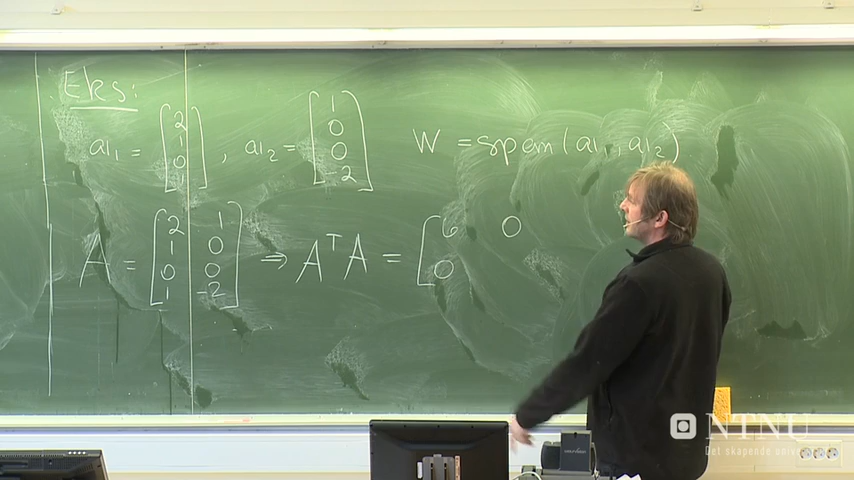 Eks:
a₁ = [2 1 0 1], a₂ = [1 0 0 -2] W = span(a₁, a₂)
A = [2 1; 1 0; 0 0; 1 -2] ⇒ AᵀA = [6 0; 0
NTNU
Det skapende univ